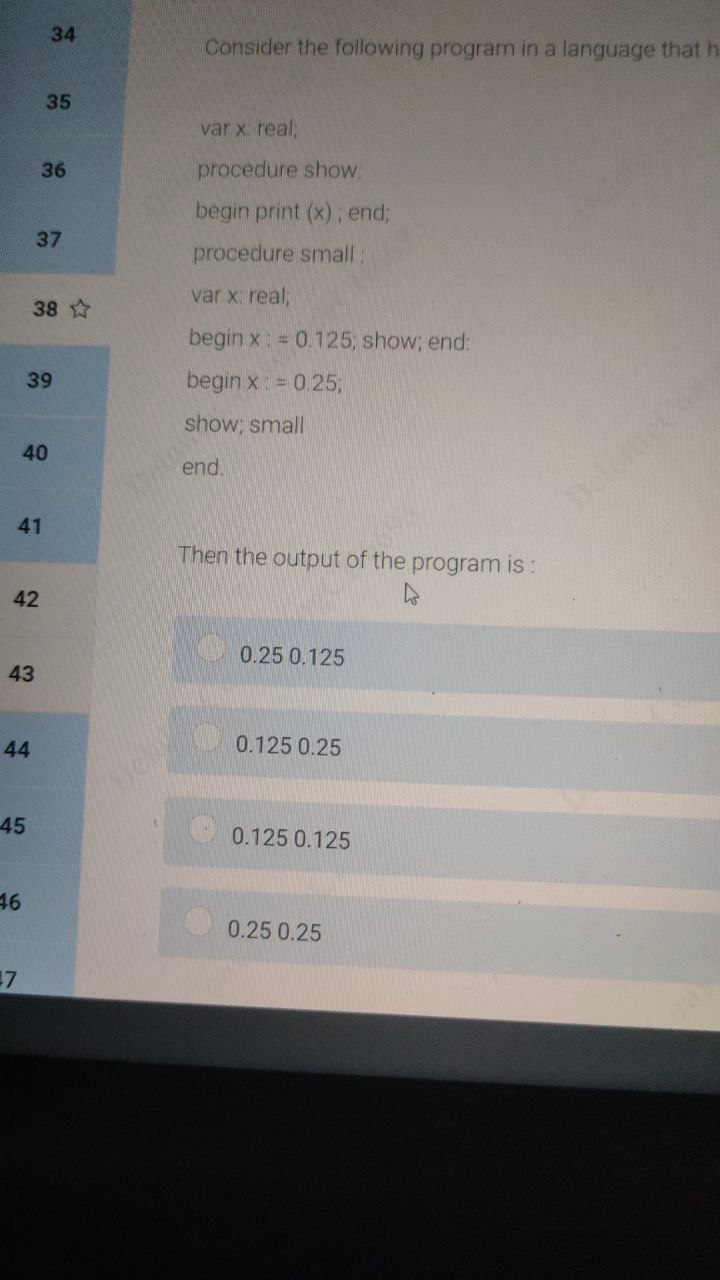 34
35
36
37
38
39
40
41
42
43
44
45
46
Consider the following program in a language that h
var x: real;
procedure show:
begin print (x) ; end;
procedure small :
var x: real;
begin x : = 0.125; show; end:
begin x : = 0.25;
show; small
end.
Then the output of the program is :
0.25 0.125
0.125 0.25
0.125 0.125
0.25 0.25